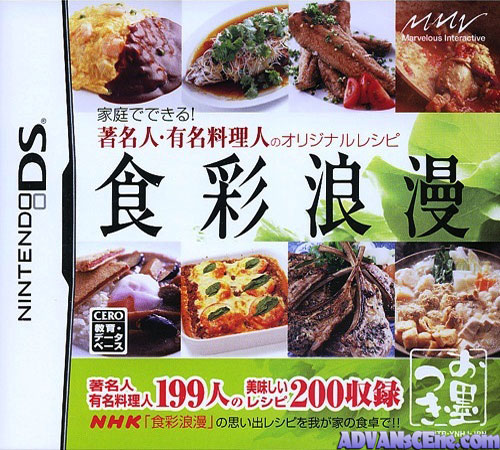 NINTENDO DS®
MMV
Marvelous Interactive
家庭でできる!
著名人・有名料理人のオリジナルレシピ
食彩浪漫
CERO
教育・
データ
ベース
著名人
有名料理人
199人の
美味しい
レシピ
200収録
お墨つき
NHK「食彩浪漫」の思い出レシピを我が家の食卓で!!
ADVANsCEne.com